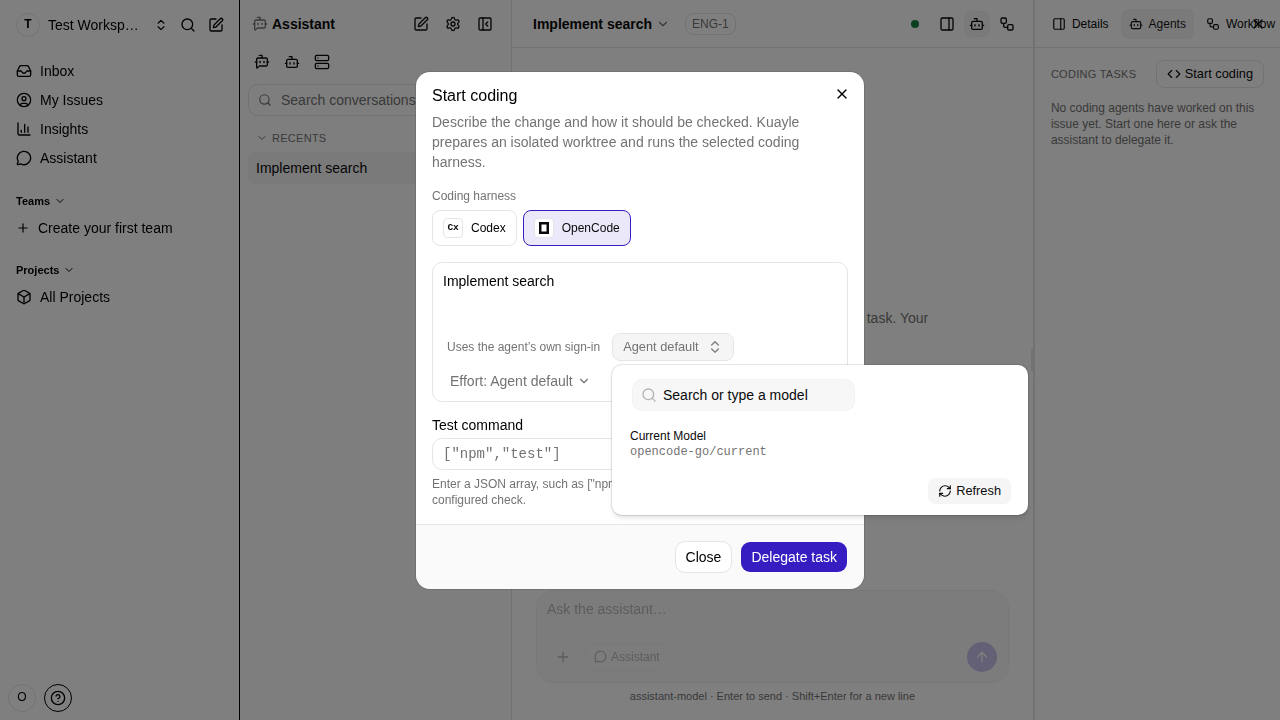 T
Test Worksp…
Inbox
My Issues
Insights
Assistant
Teams
Create your first team
Projects
All Projects
O
Assistant
Search conversations
RECENTS
Implement search
Implement search
ENG-1
task. Your
Ask the assistant…
Assistant
assistant-model · Enter to send · Shift+Enter for a new line
Details
Agents
Workflow
CODING TASKS
Start coding
No coding agents have worked on this
issue yet. Start one here or ask the
assistant to delegate it.
Start coding
Describe the change and how it should be checked. Kuayle
prepares an isolated worktree and runs the selected coding
harness.
Coding harness
Cx
Codex
OpenCode
Implement search
Uses the agent’s own sign-in
Agent default
Effort: Agent default
Search or type a model
Current Model
opencode-go/current
Refresh
Test command
["npm","test"]
Enter a JSON array, such as ["npm
configured check.
Close
Delegate task